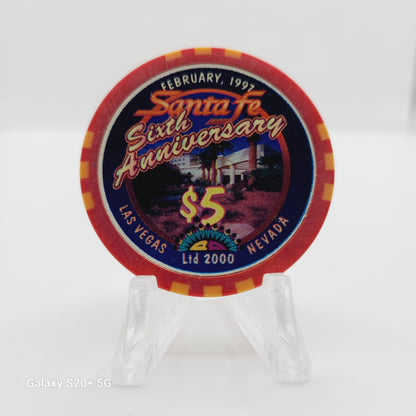 FEBRUARY, 1997
Santa Fe
Sixth
Anniversary
$5
LAS VEGAS
NEVADA
Ltd 2000
Galaxy S20+ 5G